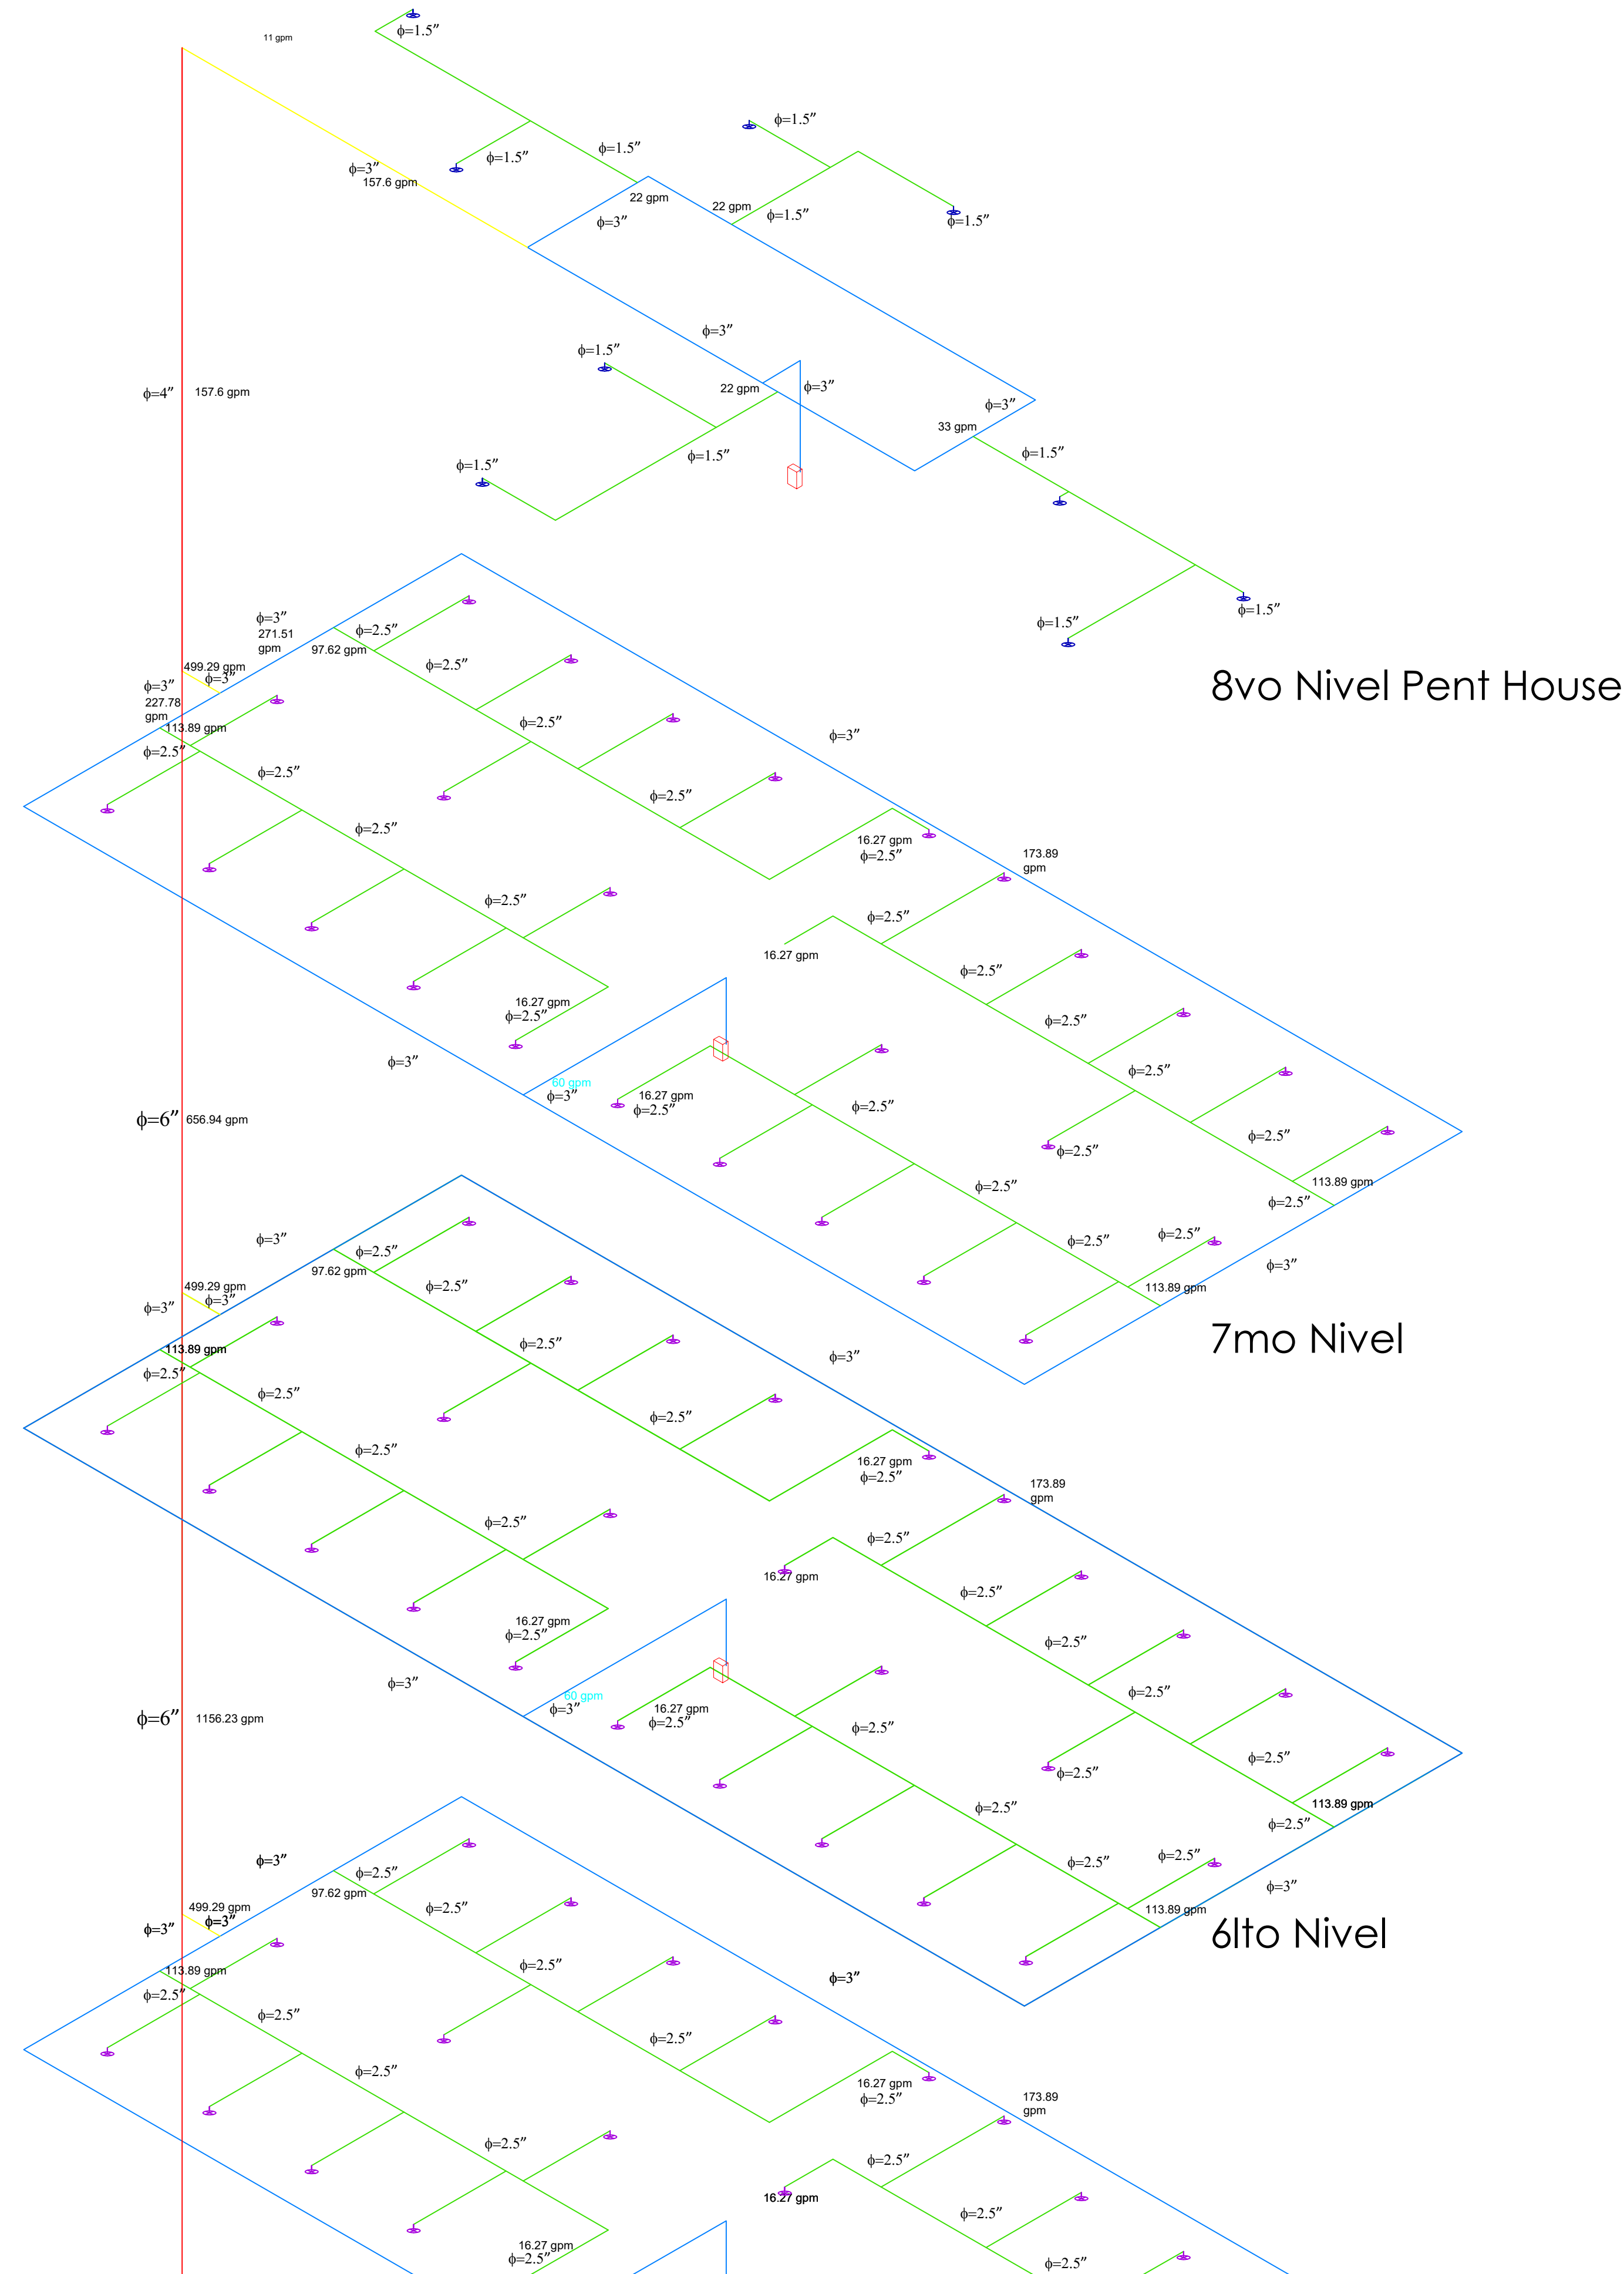 ϕ=1.5″
11 gpm
ϕ=1.5″
ϕ=1.5″
ϕ=1.5″
ϕ=3″
157.6 gpm
22 gpm
22 gpm
ϕ=1.5″
ϕ=3″
ϕ=1.5″
ϕ=3″
ϕ=1.5″
ϕ=4″
157.6 gpm
22 gpm
ϕ=3″
ϕ=3″
33 gpm
ϕ=1.5″
ϕ=1.5″
ϕ=1.5″
ϕ=1.5″
ϕ=1.5″
8vo Nivel Pent House
ϕ=3″
271.51
gpm
ϕ=2.5″
97.62 gpm
ϕ=2.5″
499.29 gpm
ϕ=3″
ϕ=3″
227.78
gpm
113.89 gpm
ϕ=2.5″
ϕ=2.5″
ϕ=2.5″
ϕ=3″
ϕ=2.5″
ϕ=2.5″
16.27 gpm
ϕ=2.5″
173.89
gpm
ϕ=2.5″
ϕ=2.5″
16.27 gpm
ϕ=2.5″
16.27 gpm
ϕ=2.5″
ϕ=2.5″
ϕ=3″
60 gpm
ϕ=3″
16.27 gpm
ϕ=2.5″
ϕ=2.5″
ϕ=2.5″
ϕ=6″
656.94 gpm
ϕ=2.5″
ϕ=2.5″
ϕ=2.5″
113.89 gpm
ϕ=2.5″
ϕ=2.5″
ϕ=2.5″
ϕ=3″
113.89 gpm
7mo Nivel
ϕ=3″
ϕ=2.5″
97.62 gpm
ϕ=2.5″
499.29 gpm
ϕ=3″
ϕ=3″
113.89 gpm
ϕ=2.5″
ϕ=2.5″
ϕ=2.5″
ϕ=3″
ϕ=2.5″
ϕ=2.5″
16.27 gpm
ϕ=2.5″
173.89
gpm
ϕ=2.5″
ϕ=2.5″
16.27 gpm
ϕ=2.5″
16.27 gpm
ϕ=2.5″
ϕ=2.5″
ϕ=3″
60 gpm
ϕ=3″
16.27 gpm
ϕ=2.5″
ϕ=2.5″
ϕ=2.5″
ϕ=6″
1156.23 gpm
ϕ=2.5″
ϕ=2.5″
ϕ=2.5″
113.89 gpm
ϕ=2.5″
ϕ=2.5″
ϕ=2.5″
ϕ=3″
113.89 gpm
6lto Nivel
ϕ=3″
ϕ=2.5″
97.62 gpm
ϕ=2.5″
499.29 gpm
ϕ=3″
ϕ=3″
113.89 gpm
ϕ=2.5″
ϕ=2.5″
ϕ=2.5″
ϕ=3″
ϕ=2.5″
ϕ=2.5″
16.27 gpm
ϕ=2.5″
173.89
gpm
ϕ=2.5″
ϕ=2.5″
16.27 gpm
ϕ=2.5″
16.27 gpm
ϕ=2.5″
ϕ=2.5″